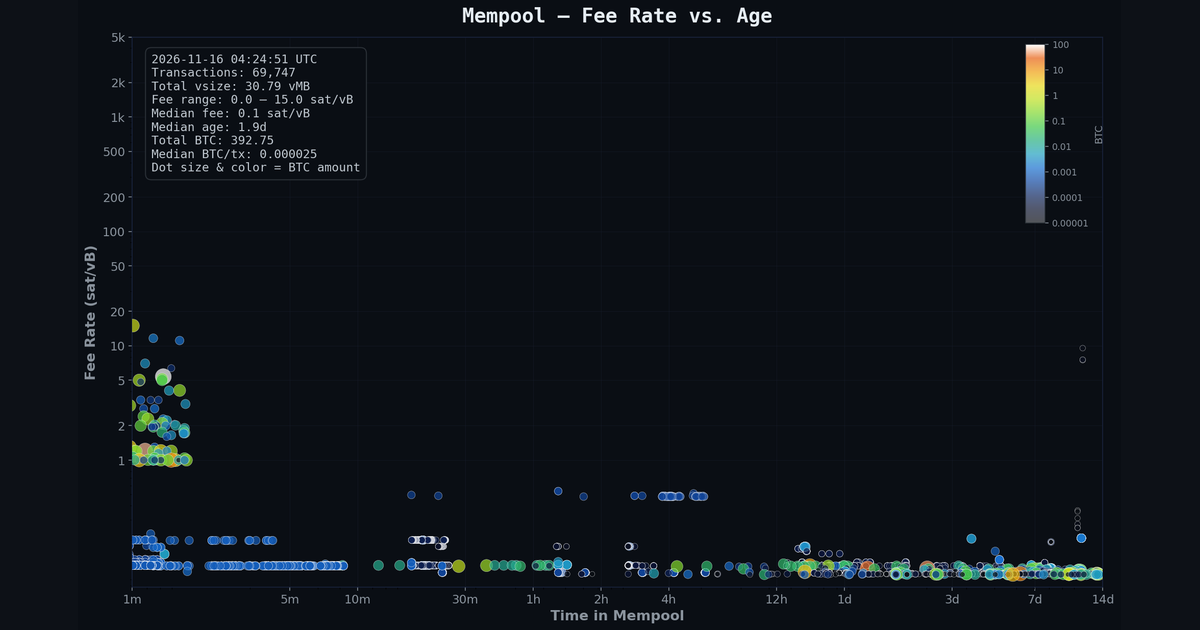 Mempool — Fee Rate vs. Age
2026-11-16 04:24:51 UTC
Transactions: 69,747
Total vsize: 30.79 vMB
Fee range: 0.0 — 15.0 sat/vB
Median fee: 0.1 sat/vB
Median age: 1.9d
Total BTC: 392.75
Median BTC/tx: 0.000025
Dot size & color = BTC amount
5k
2k
1k
500
200
100
50
20
10
5
2
1
Fee Rate (sat/vB)
100
10
1
0.1
0.01
0.001
0.0001
0.00001
BTC
1m
5m
10m
30m
1h
2h
4h
12h
1d
3d
7d
14d
Time in Mempool